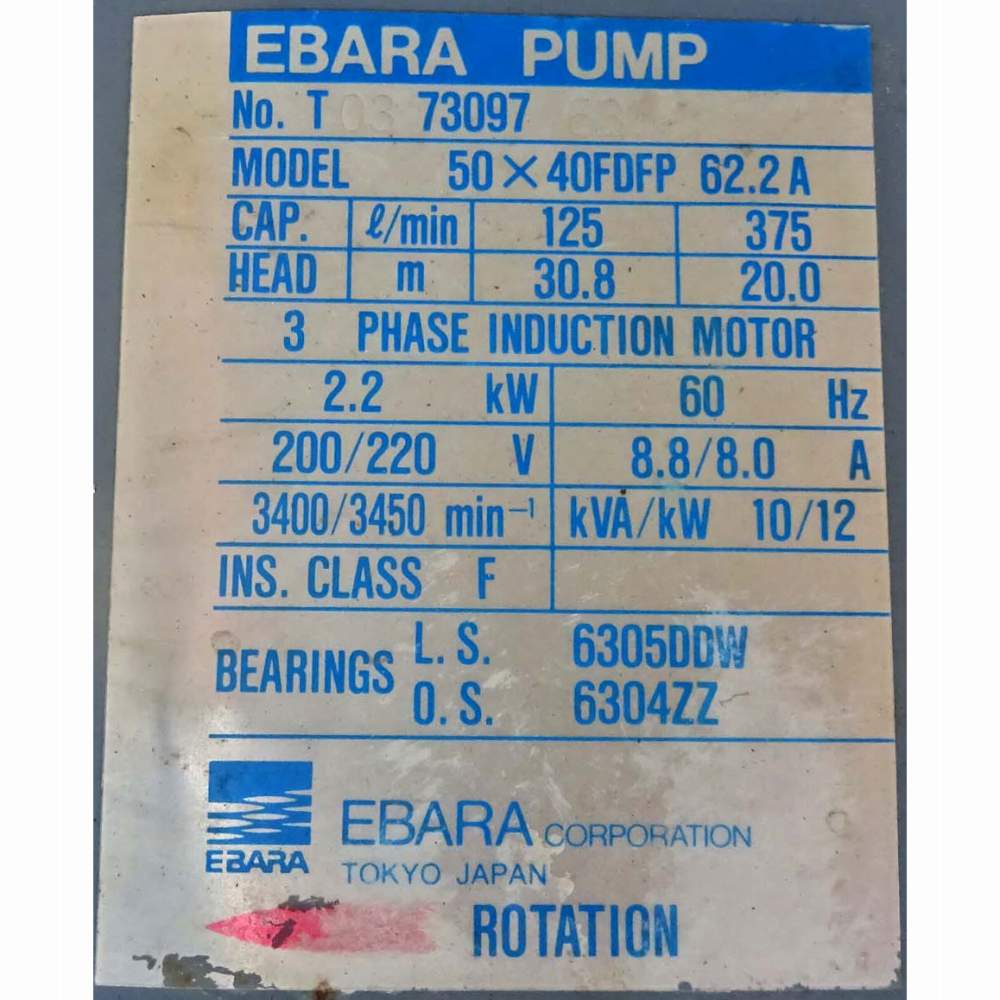 EBARA PUMP
No. T 03 73097
MODEL 50×40FDFP 62.2A
CAP. ℓ/min 125 375
HEAD m 30.8 20.0
3 PHASE INDUCTION MOTOR
2.2 kW 60 Hz
200/220 V 8.8/8.0 A
3400/3450 min⁻¹ kVA/kW 10/12
INS. CLASS F
BEARINGS L.S. 6305DDW
O.S. 6304ZZ
EBARA
EBARA CORPORATION
TOKYO JAPAN
ROTATION